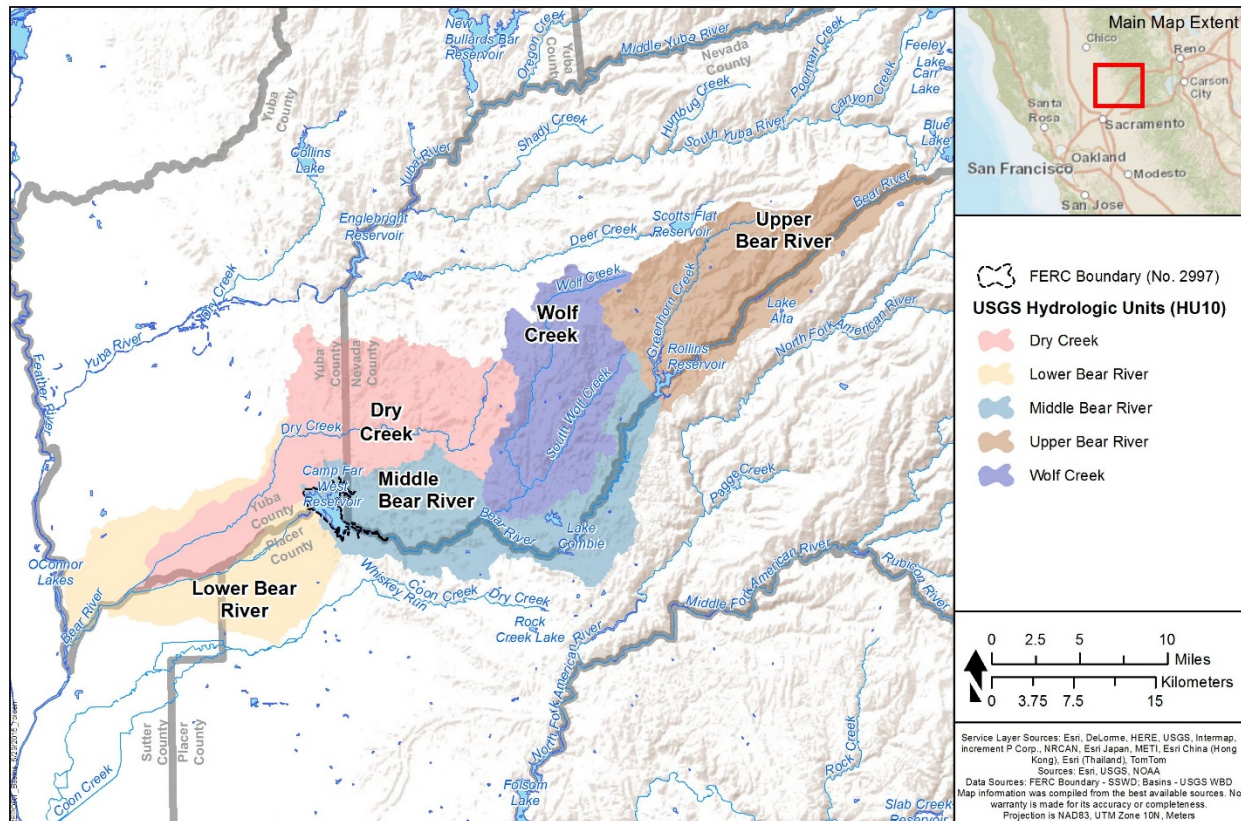 Main Map Extent
Chico
Reno
Carson
City
Santa
Rosa
Sacramento
Oakland
San Francisco
Modesto
San Jose
FERC Boundary (No. 2997)
USGS Hydrologic Units (HU10)
Dry Creek
Lower Bear River
Middle Bear River
Upper Bear River
Wolf Creek
0 2.5 5 10
Miles
Kilometers
0 3.75 7.5 15
Service Layer Sources: Esri, DeLorme, HERE, USGS, Intermap,
increment P Corp., NRCAN, Esri Japan, METI, Esri China (Hong
Kong), Esri (Thailand), TomTom
Sources: Esri, USGS, NOAA
Data Sources: FERC Boundary - SSWD; Basins - USGS WBD
Map information was compiled from the best available sources. No
warranty is made for its accuracy or completeness.
Projection is NAD83, UTM Zone 10N, Meters
New
Bullards Bar
Reservoir
Oregon Creek
Yuba
County
Middle Yuba River
Nevada
County
Poorman Creek
Feeley
Lake
Carr
Lake
Canyon Creek
Humbug Creek
Yuba
County
Shady Creek
South Yuba River
Blue
Lake
Collins
Lake
Yuba River
Bear River
Englebright
Reservoir
Scotts Flat
Reservoir
Upper
Bear River
Deer Creek
Wolf Creek
Greenhorn Creek
Lake
Alta
North Fork American River
Dry Creek
Wolf
Creek
Yuba River
Feather River
Yuba
County
Nevada
County
Rollins
Reservoir
South Wolf Creek
Dry
Creek
Dry Creek
Camp Far
West
Reservoir
Middle
Bear River
Pagge Creek
Yuba
County
Placer
County
Bear River
Lake
Combie
OConnor
Lakes
Lower Bear
River
Whiskey Run
Coon Creek
Dry Creek
Rock
Creek Lake
Bear River
Middle Fork American River
Rubicon River
North Fork American River
Sutter
County
Placer
County
Coon Creek
Folsom
Lake
Rock Creek
Slab Creek
Reservoir